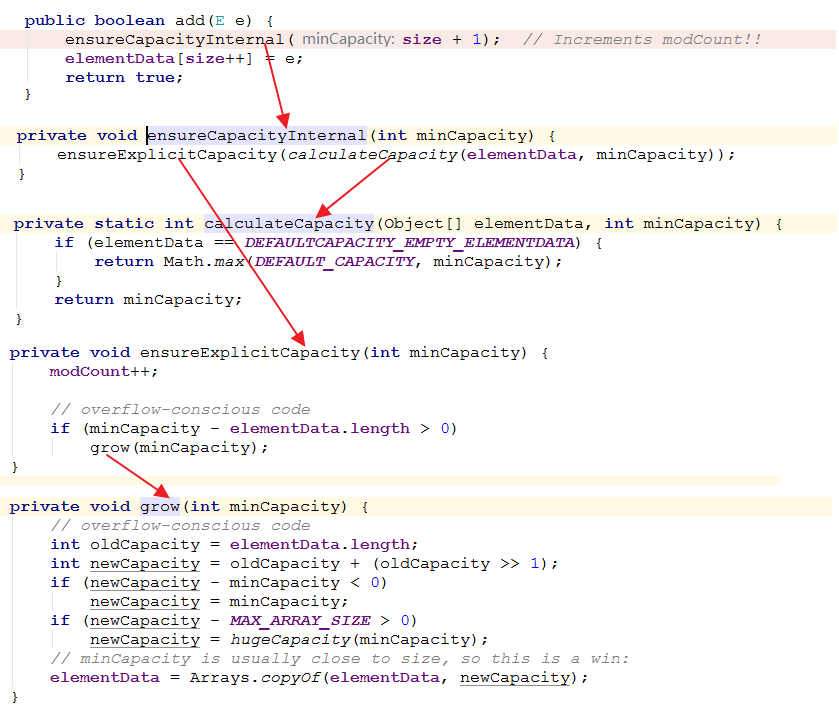 public boolean add(E e) {
    ensureCapacityInternal( minCapacity: size + 1);  // Increments modCount!!
    elementData[size++] = e;
    return true;
}
private void ensureCapacityInternal(int minCapacity) {
    ensureExplicitCapacity(calculateCapacity(elementData, minCapacity));
}
private static int calculateCapacity(Object[] elementData, int minCapacity) {
    if (elementData == DEFAULTCAPACITY_EMPTY_ELEMENTDATA) {
        return Math.max(DEFAULT_CAPACITY, minCapacity);
    }
    return minCapacity;
}
private void ensureExplicitCapacity(int minCapacity) {
    modCount++;
    // overflow-conscious code
    if (minCapacity - elementData.length > 0)
        grow(minCapacity);
}
private void grow(int minCapacity) {
    // overflow-conscious code
    int oldCapacity = elementData.length;
    int newCapacity = oldCapacity + (oldCapacity >> 1);
    if (newCapacity - minCapacity < 0)
        newCapacity = minCapacity;
    if (newCapacity - MAX_ARRAY_SIZE > 0)
        newCapacity = hugeCapacity(minCapacity);
    // minCapacity is usually close to size, so this is a win:
    elementData = Arrays.copyOf(elementData, newCapacity);
}